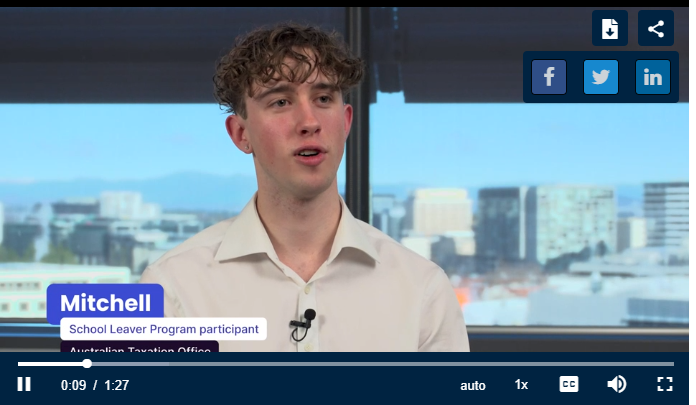 Mitchell
School Leaver Program participant
Australian Taxation Office
0:09 / 1:27
auto
1x
CC